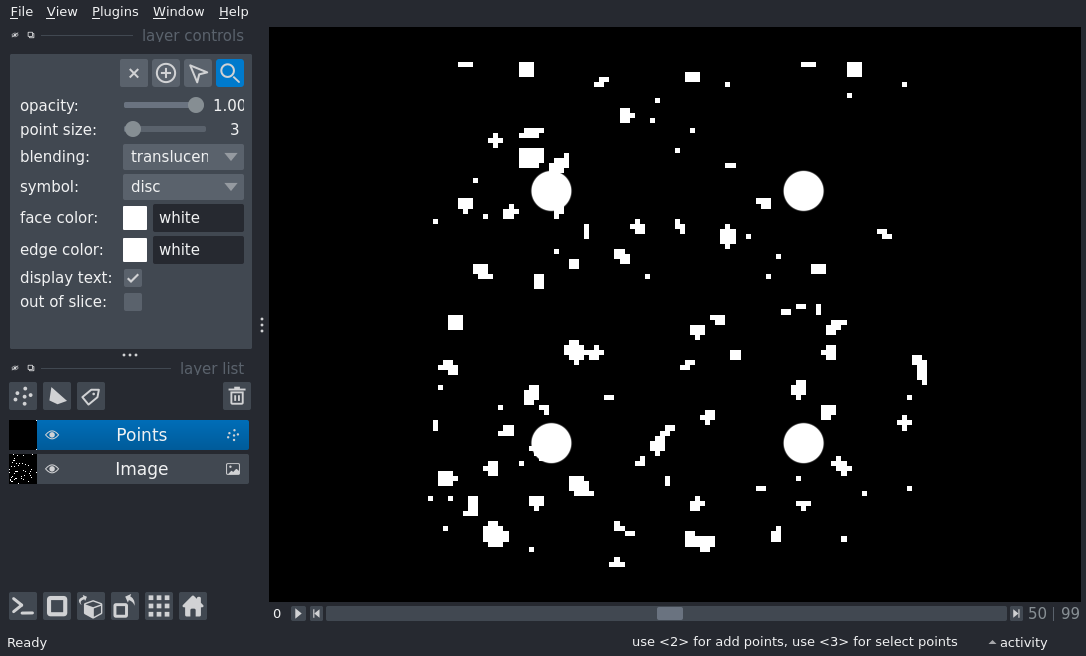 File View Plugins Window Help
layer controls
opacity: 1.00
point size: 3
blending: translucen
symbol: disc
face color: white
edge color: white
display text:
out of slice:
layer list
Points
Image
0 50 | 99
Ready use <2> for add points, use <3> for select points activity